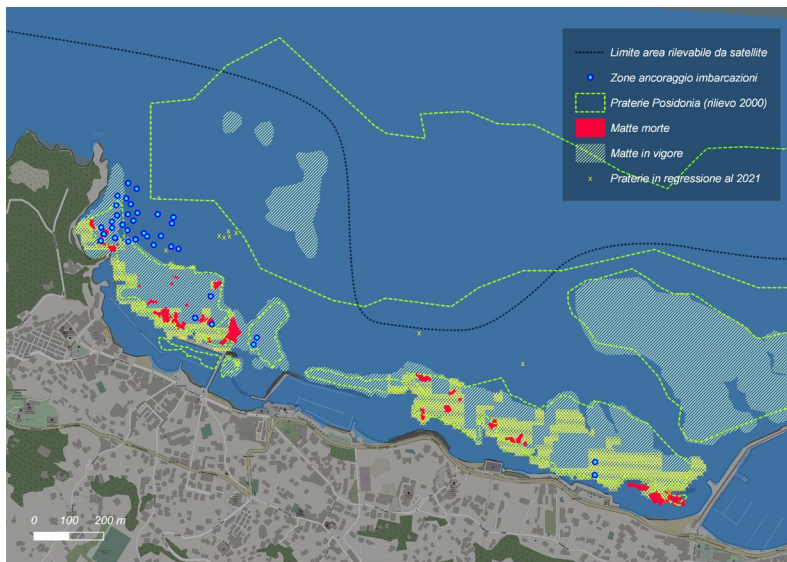 Limite area rilevabile da satellite
Zone ancoraggio imbarcazioni
Praterie Posidonia (rilievo 2000)
Matte morte
Matte in vigore
Praterie in regressione al 2021
0 100 200 m